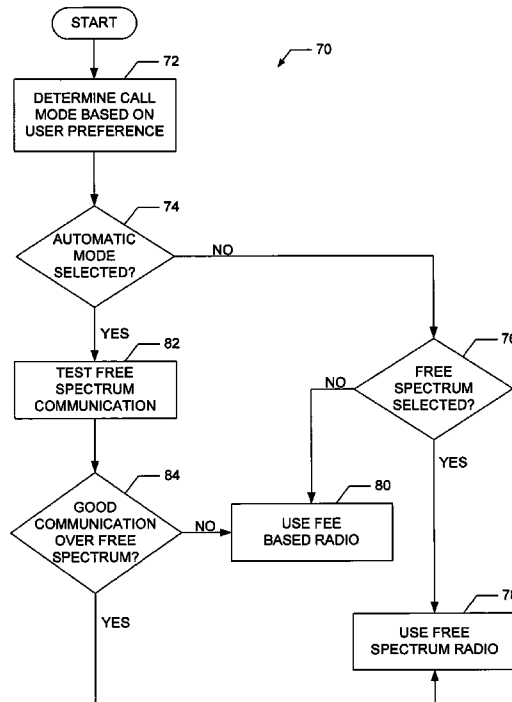 START
70
72
DETERMINE CALL
MODE BASED ON
USER PREFERENCE
74
AUTOMATIC
MODE
SELECTED?
NO
YES
82
TEST FREE
SPECTRUM
COMMUNICATION
76
FREE
SPECTRUM
SELECTED?
NO
YES
84
GOOD
COMMUNICATION
OVER FREE
SPECTRUM?
NO
YES
80
USE FEE
BASED RADIO
78
USE FREE
SPECTRUM RADIO